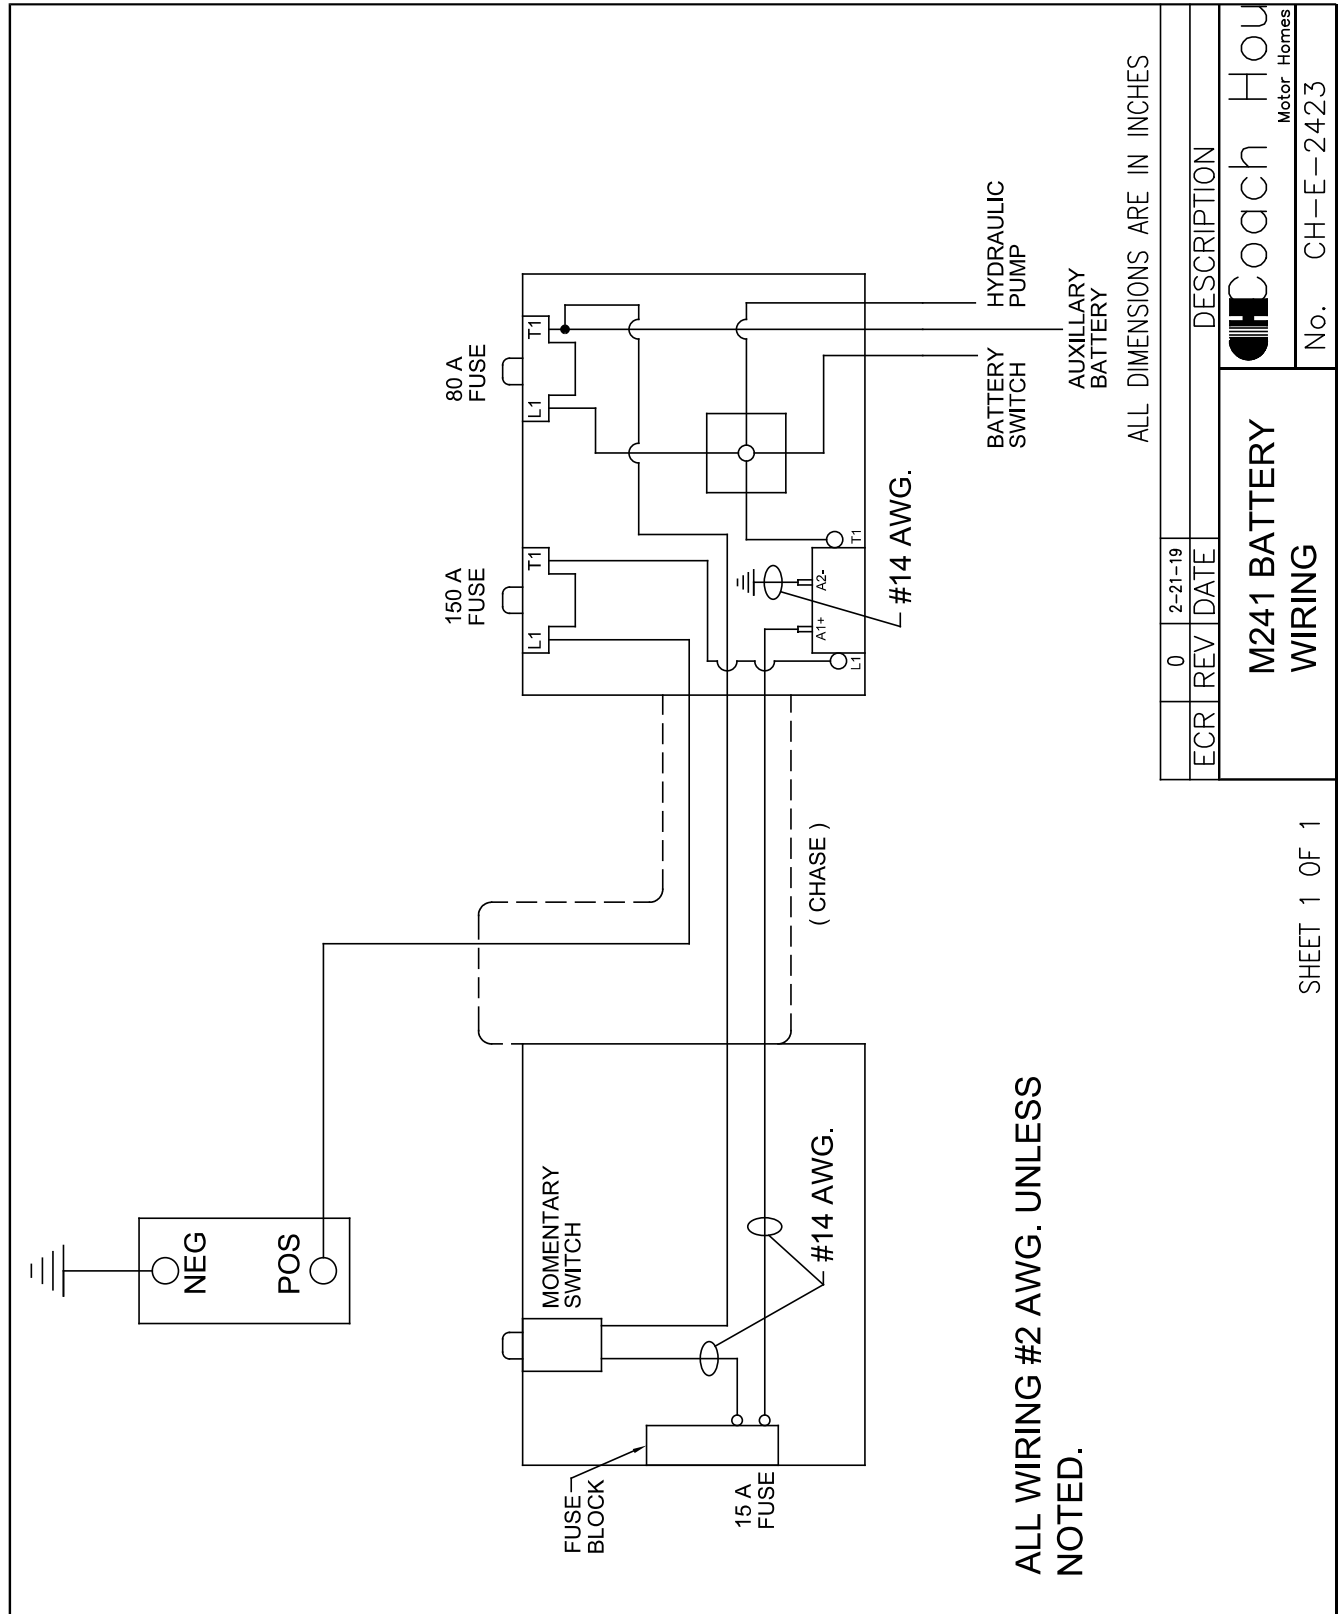 NEG
POS
MOMENTARY
SWITCH
FUSE
BLOCK
15 A
FUSE
#14 AWG.
( CHASE )
150 A
FUSE
L1
T1
80 A
FUSE
L1
T1
L1
A1+
A2-
T1
#14 AWG.
BATTERY
SWITCH
HYDRAULIC
PUMP
AUXILLARY
BATTERY
ALL WIRING #2 AWG. UNLESS
NOTED.
ALL DIMENSIONS ARE IN INCHES
0 2-21-19
ECR REV DATE DESCRIPTION
M241 BATTERY
WIRING
CH Coach Hou
Motor Homes
No. CH-E-2423
SHEET 1 OF 1